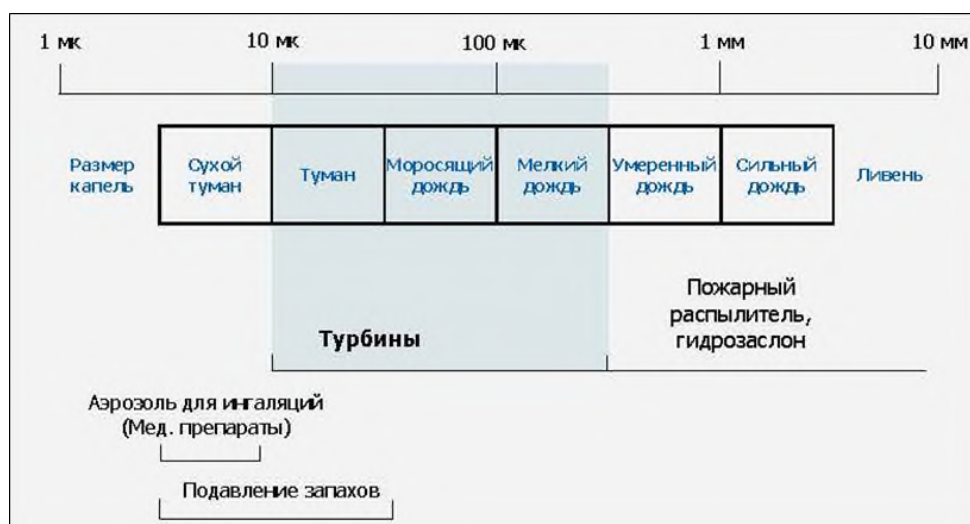 1 мк 10 мк 100 мк 1 мм 10 мм
Размер
капель
Сухой
туман
Туман
Моросящий
дождь
Мелкий
дождь
Умеренный
дождь
Сильный
дождь
Ливень
Пожарный
распылитель,
гидрозаслон
Турбины
Аэрозоль для ингаляций
(Мед. препараты)
Подавление запахов